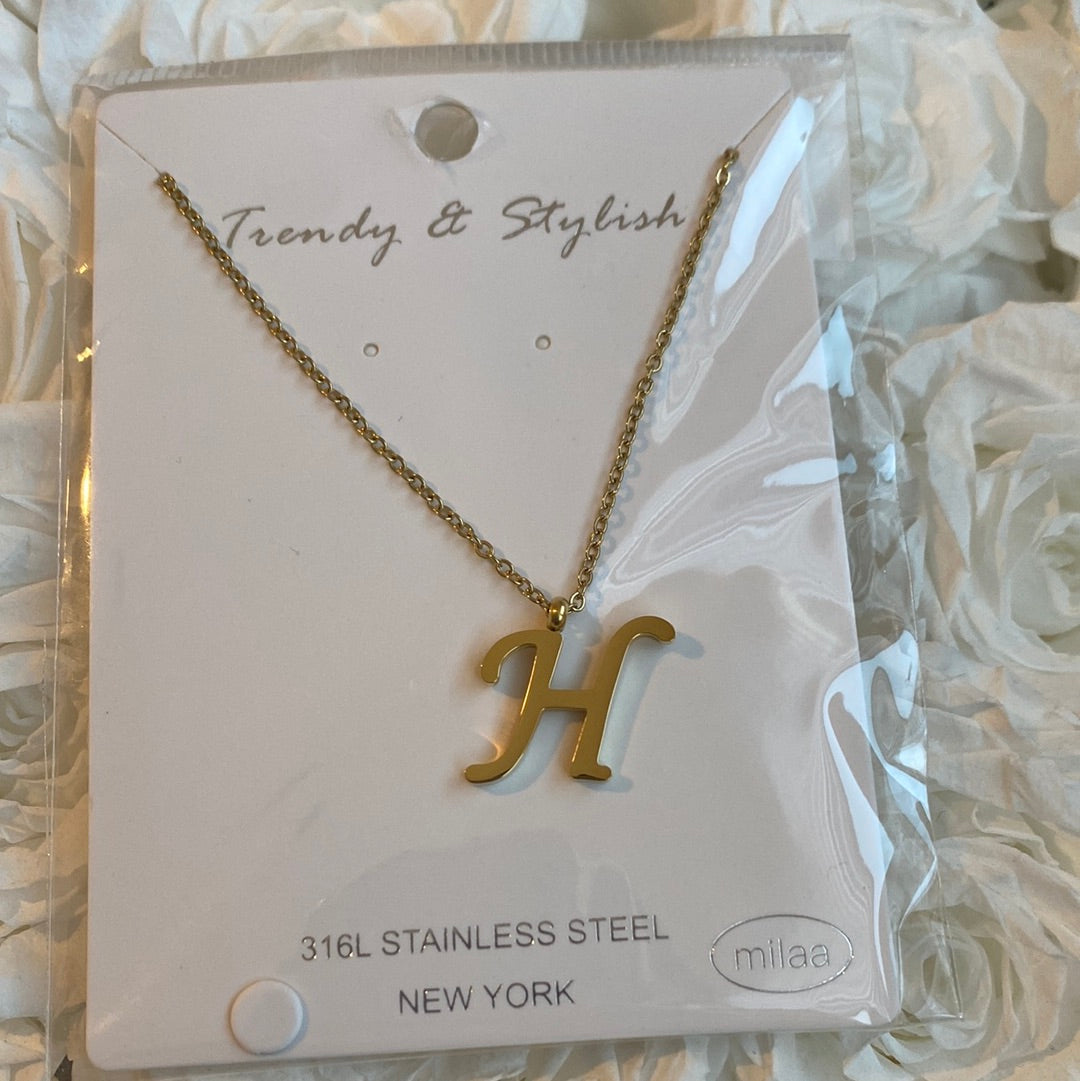 Trendy & Stylish
H
316L STAINLESS STEEL
milaa
NEW YORK